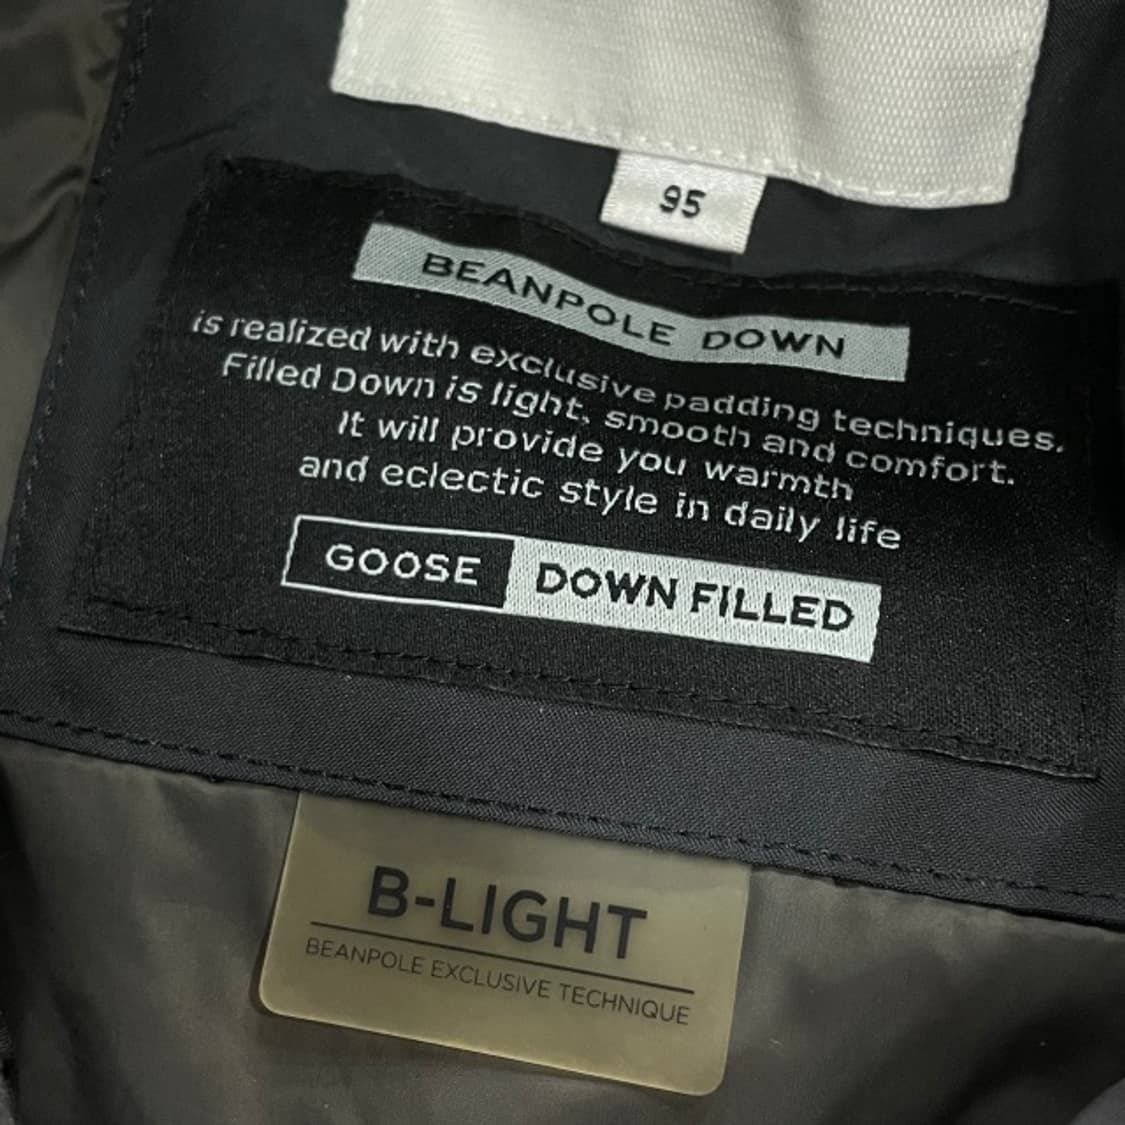 95
BEANPOLE DOWN
is realized with exclusive padding techniques.
Filled Down is light, smooth and comfort.
It will provide you warmth
and eclectic style in daily life
GOOSE DOWN FILLED
B-LIGHT
BEANPOLE EXCLUSIVE TECHNIQUE